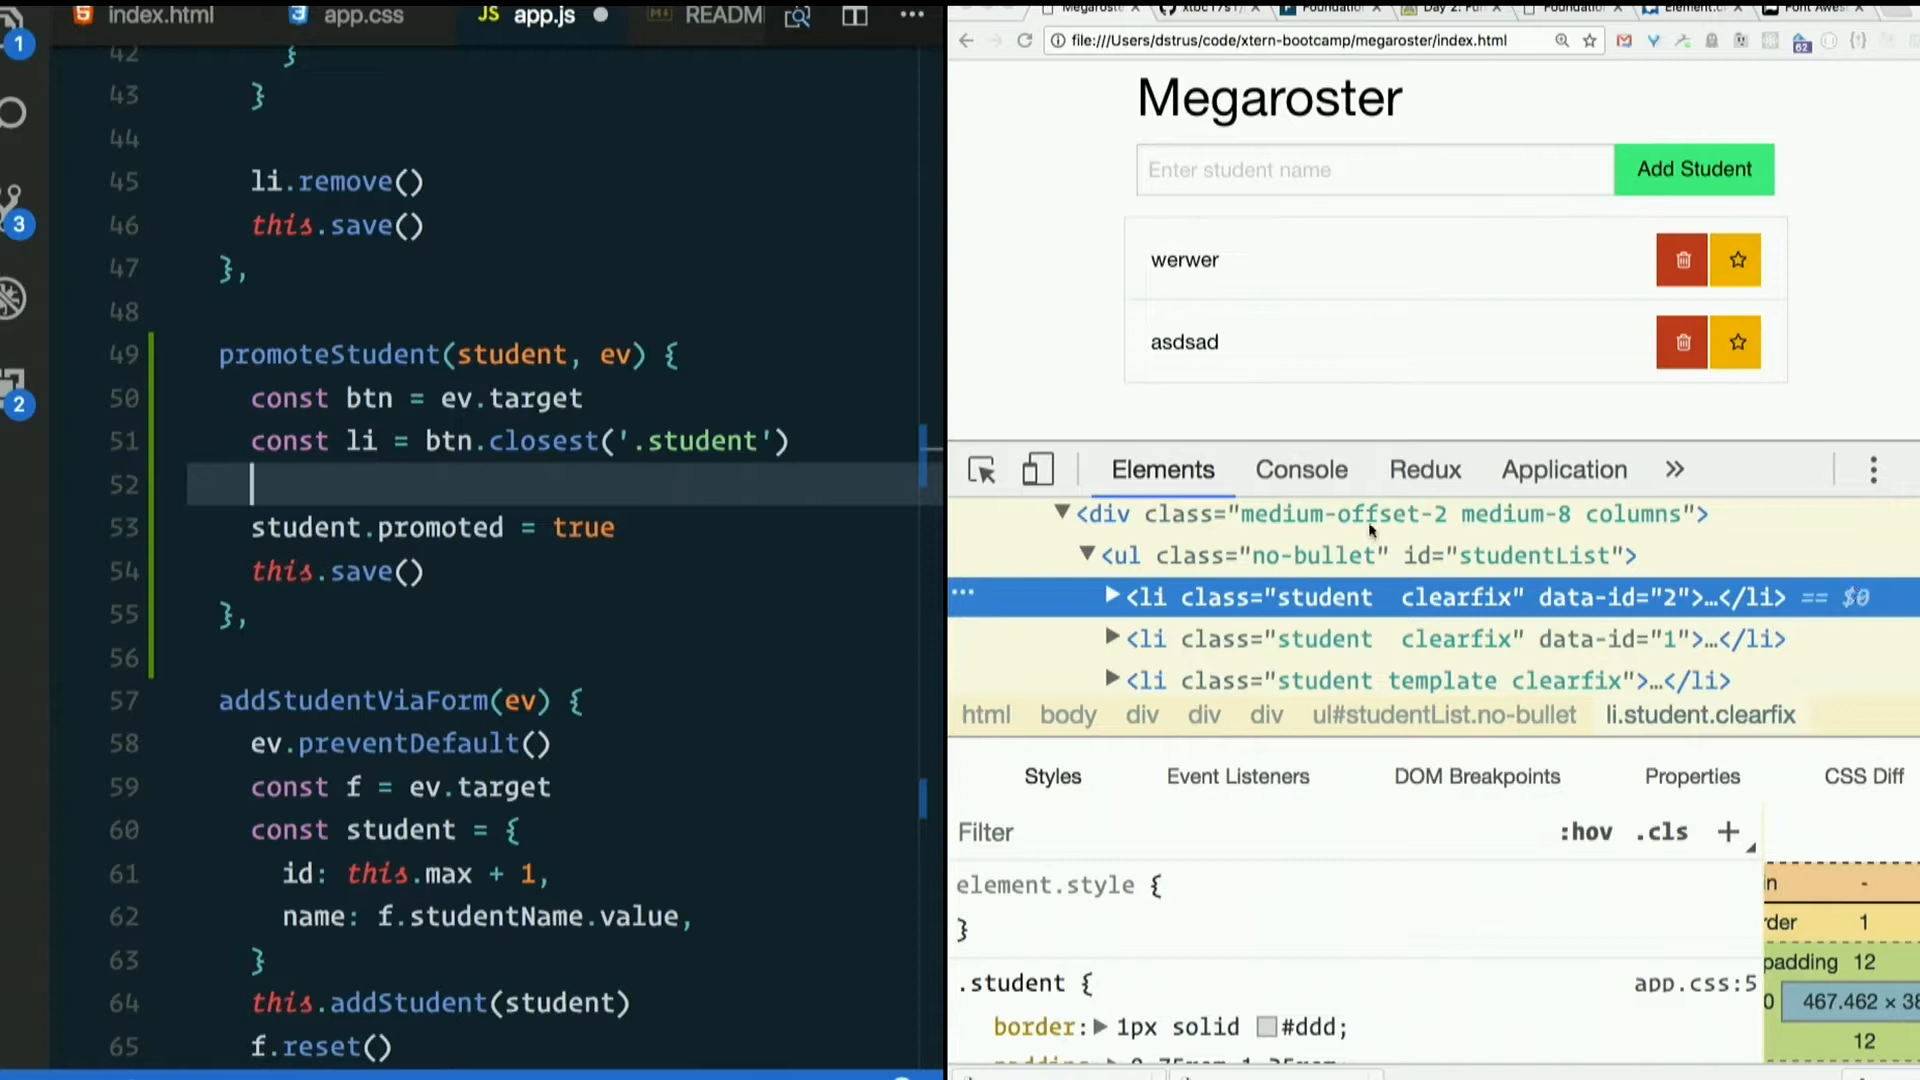 index.html app.css JS app.js READM
1
3
2
42 }
43 }
44
45 li.remove()
46 this.save()
47 },
48
49 promoteStudent(student, ev) {
50 const btn = ev.target
51 const li = btn.closest('.student')
52
53 student.promoted = true
54 this.save()
55 },
56
57 addStudentViaForm(ev) {
58 ev.preventDefault()
59 const f = ev.target
60 const student = {
61 id: this.max + 1,
62 name: f.studentName.value,
63 }
64 this.addStudent(student)
65 f.reset()
file:///Users/dstrus/code/xtern-bootcamp/megaroster/index.html
62
Megaroster
Enter student name Add Student
werwer
asdsad
Elements Console Redux Application »
<div class="medium-offset-2 medium-8 columns">
<ul class="no-bullet" id="studentList">
<li class="student  clearfix" data-id="2">…</li> == $0
<li class="student  clearfix" data-id="1">…</li>
<li class="student template clearfix">…</li>
html body div div div ul#studentList.no-bullet li.student.clearfix
Styles Event Listeners DOM Breakpoints Properties CSS Diff
Filter :hov .cls +
element.style {
}
.student { app.css:5
border: 1px solid #ddd;
in -
rder 1
padding 12
0 467.462 × 38
12